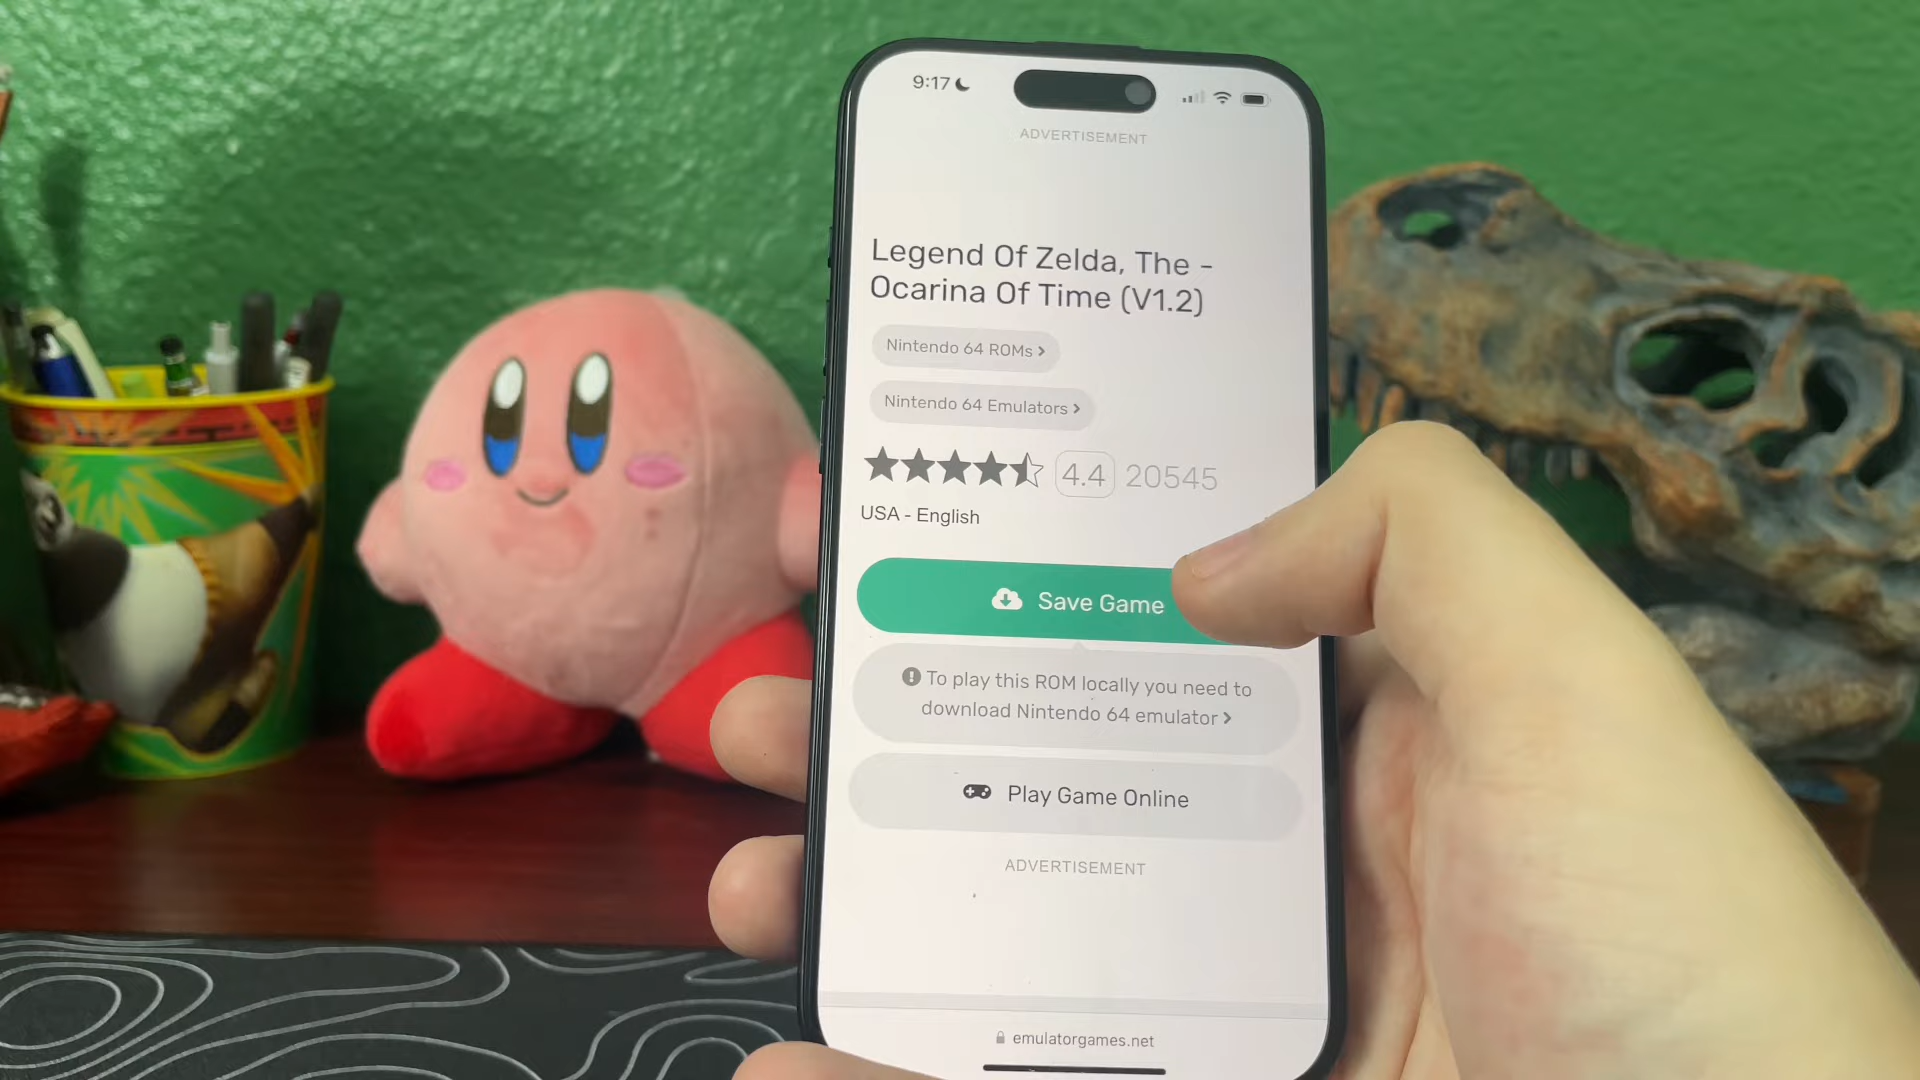 9:17
ADVERTISEMENT
Legend Of Zelda, The -
Ocarina Of Time (V1.2)
Nintendo 64 ROMs >
Nintendo 64 Emulators >
4.4 20545
USA - English
Save Game
To play this ROM locally you need to
download Nintendo 64 emulator >
Play Game Online
ADVERTISEMENT
emulatorgames.net